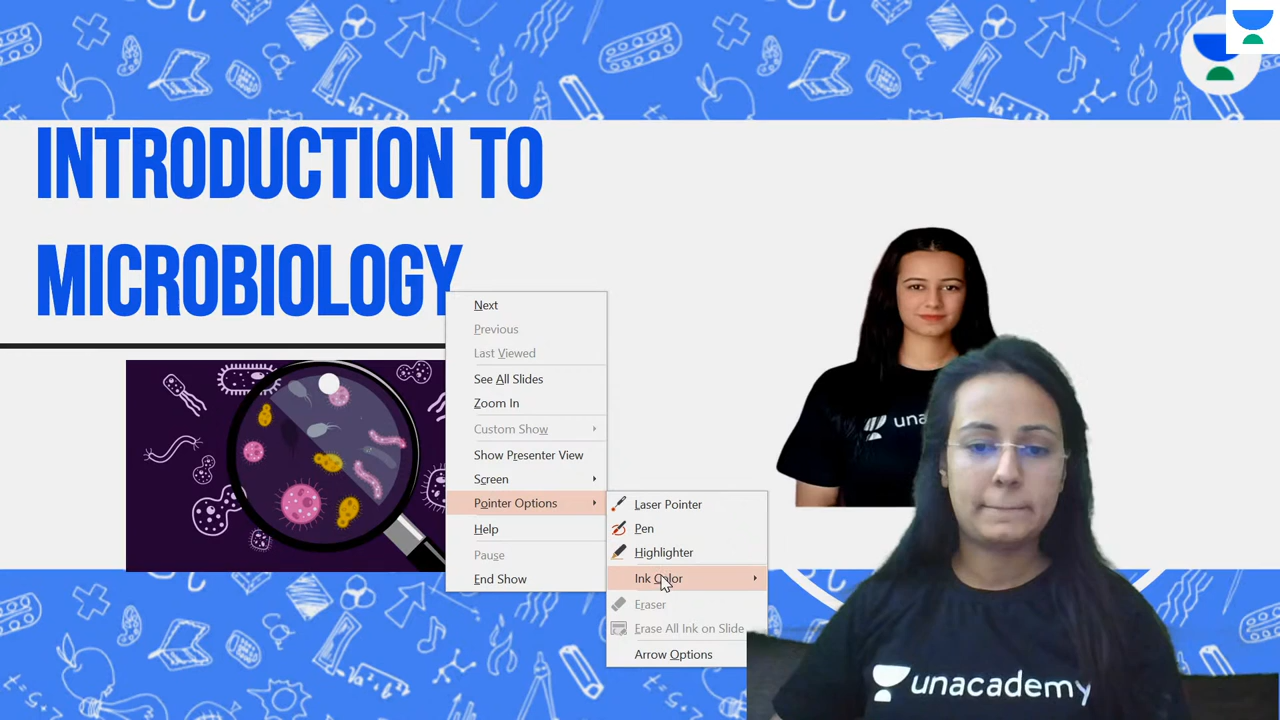 INTRODUCTION TO
MICROBIOLOGY
Next
Previous
Last Viewed
See All Slides
Zoom In
Custom Show
Show Presenter View
Screen
Pointer Options
Help
Pause
End Show
Laser Pointer
Pen
Highlighter
Ink Color
Eraser
Erase All Ink on Slide
Arrow Options
una
unacademy